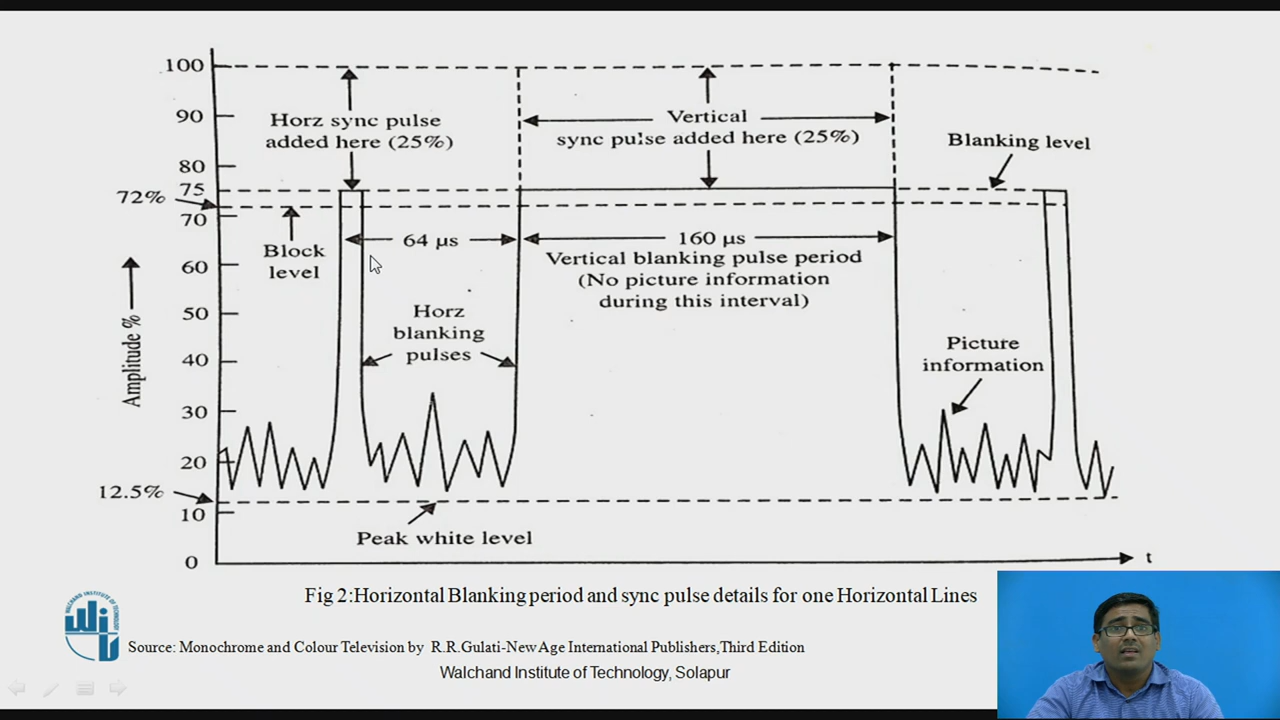 100
90
80
75
72%
70
60
50
40
30
20
12.5%
10
0
Amplitude %
Horz sync pulse
added here (25%)
Vertical
sync pulse added here (25%)
Blanking level
Block
level
64 µs
160 µs
Vertical blanking pulse period
(No picture information
during this interval)
Horz
blanking
pulses
Picture
information
Peak white level
t
Fig 2:Horizontal Blanking period and sync pulse details for one Horizontal Lines
WALCHAND INSTITUTE OF TECHNOLOGY
Source: Monochrome and Colour Television by R.R.Gulati-New Age International Publishers,Third Edition
Walchand Institute of Technology, Solapur